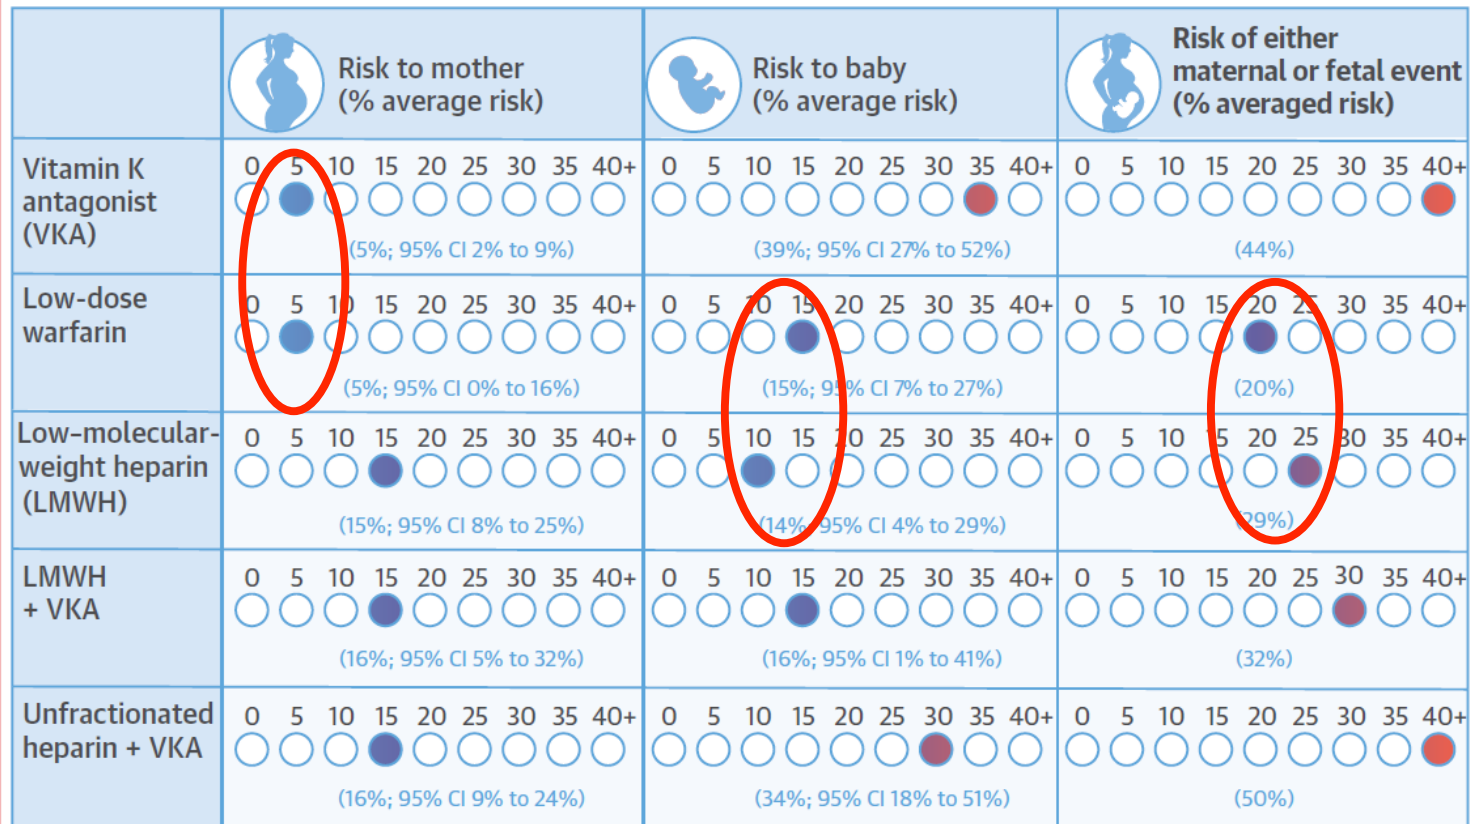 Risk to mother
(% average risk)
Risk to baby
(% average risk)
Risk of either
maternal or fetal event
(% averaged risk)
Vitamin K
antagonist
(VKA)
0 5 10 15 20 25 30 35 40+
(5%; 95% CI 2% to 9%)
0 5 10 15 20 25 30 35 40+
(39%; 95% CI 27% to 52%)
0 5 10 15 20 25 30 35 40+
(44%)
Low-dose
warfarin
0 5 10 15 20 25 30 35 40+
(5%; 95% CI 0% to 16%)
0 5 10 15 20 25 30 35 40+
(15%; 95% CI 7% to 27%)
0 5 10 15 20 25 30 35 40+
(20%)
Low-molecular-
weight heparin
(LMWH)
0 5 10 15 20 25 30 35 40+
(15%; 95% CI 8% to 25%)
0 5 10 15 20 25 30 35 40+
(14%; 95% CI 4% to 29%)
0 5 10 15 20 25 30 35 40+
(29%)
LMWH
+ VKA
0 5 10 15 20 25 30 35 40+
(16%; 95% CI 5% to 32%)
0 5 10 15 20 25 30 35 40+
(16%; 95% CI 1% to 41%)
0 5 10 15 20 25 30 35 40+
(32%)
Unfractionated
heparin + VKA
0 5 10 15 20 25 30 35 40+
(16%; 95% CI 9% to 24%)
0 5 10 15 20 25 30 35 40+
(34%; 95% CI 18% to 51%)
0 5 10 15 20 25 30 35 40+
(50%)